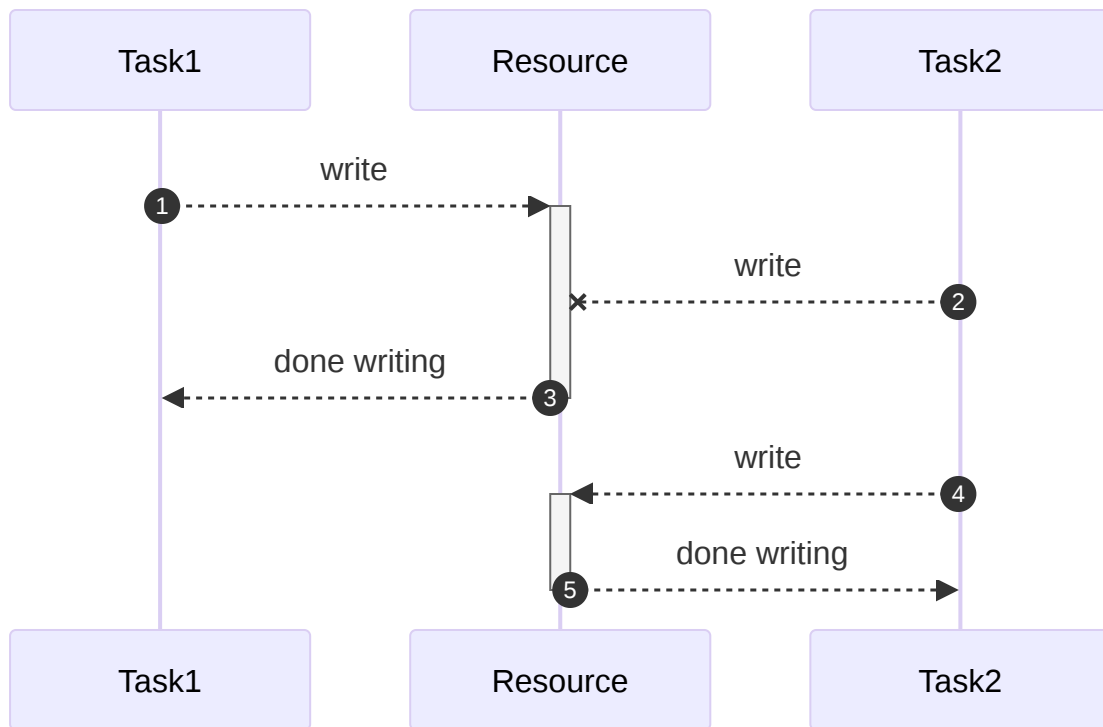 Task1
Resource
Task2
write
1
write
2
done writing
3
write
4
done writing
5
Task1
Resource
Task2